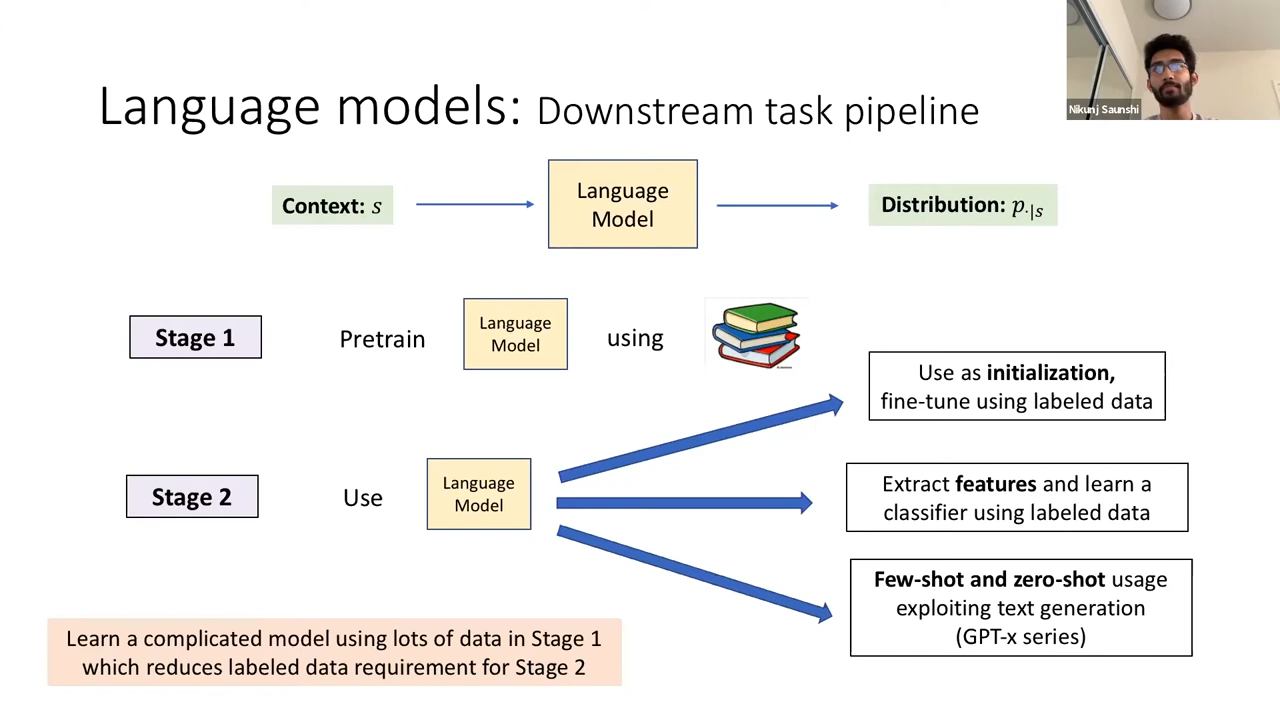 Nikunj Saunshi
Language models: Downstream task pipeline
Context: s
Language
Model
Distribution: p.|s
Stage 1
Pretrain
Language
Model
using
Use as initialization,
fine-tune using labeled data
Stage 2
Use
Language
Model
Extract features and learn a
classifier using labeled data
Few-shot and zero-shot usage
exploiting text generation
(GPT-x series)
Learn a complicated model using lots of data in Stage 1
which reduces labeled data requirement for Stage 2